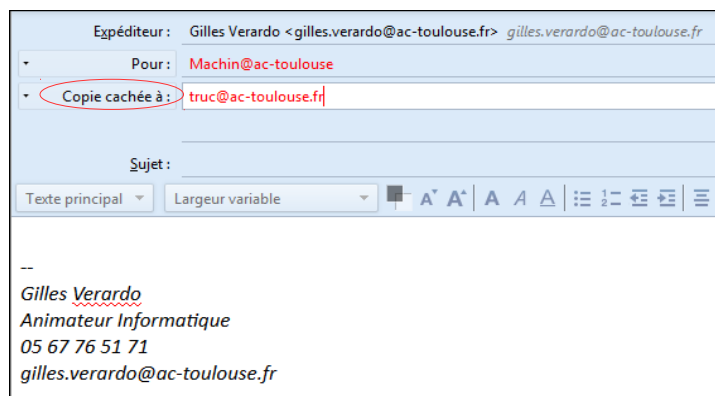 Expéditeur : Gilles Verardo <gilles.verardo@ac-toulouse.fr> gilles.verardo@ac-toulouse.fr
Pour : Machin@ac-toulouse
Copie cachée à : truc@ac-toulouse.fr
Sujet :
Texte principal Largeur variable A A A A A
--
Gilles Verardo
Animateur Informatique
05 67 76 51 71
gilles.verardo@ac-toulouse.fr